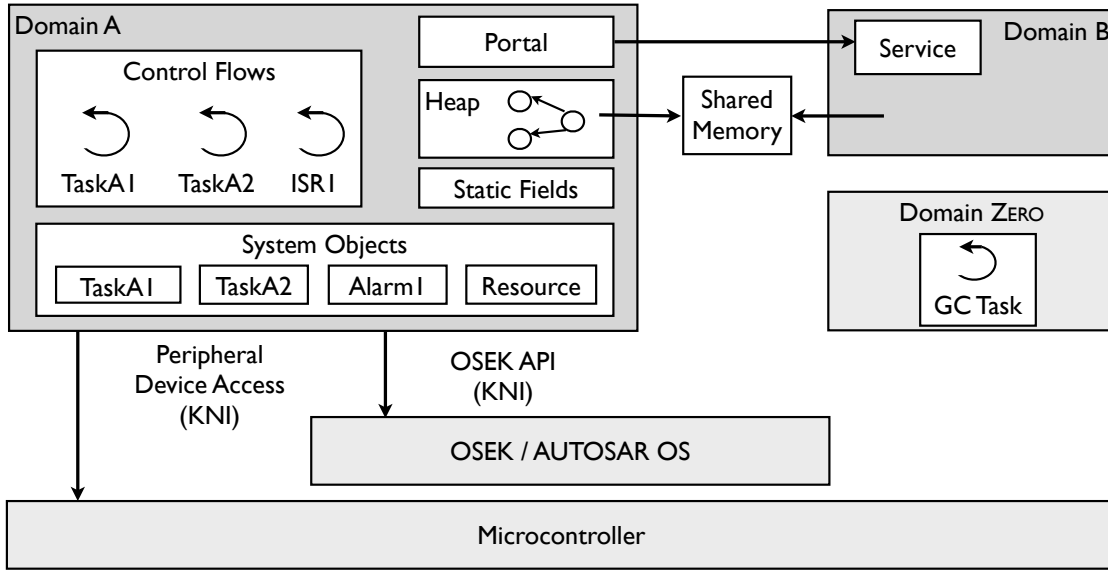 Domain A
Portal
Service
Domain B
Control Flows
Heap
Shared
Memory
TaskA1
TaskA2
ISR1
Static Fields
Domain ZERO
System Objects
TaskA1
TaskA2
Alarm1
Resource
GC Task
Peripheral
Device Access
(KNI)
OSEK API
(KNI)
OSEK / AUTOSAR OS
Microcontroller